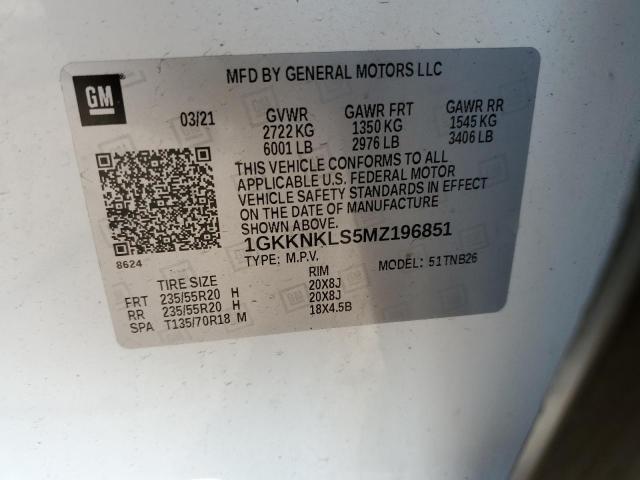 MFD BY GENERAL MOTORS LLC
GM
03/21 GVWR GAWR FRT GAWR RR
2722 KG 1350 KG 1545 KG
6001 LB 2976 LB 3406 LB
THIS VEHICLE CONFORMS TO ALL
APPLICABLE U.S. FEDERAL MOTOR
VEHICLE SAFETY STANDARDS IN EFFECT
ON THE DATE OF MANUFACTURE
SHOWN ABOVE.
1GKKNKLS5MZ196851
8624 TYPE: M.P.V. MODEL: 51TNB26
TIRE SIZE RIM
FRT 235/55R20 H 20X8J
RR 235/55R20 H 20X8J
SPA T135/70R18 M 18X4.5B